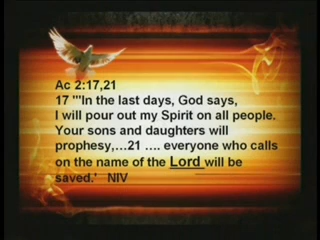 Ac 2:17,21
17 "'In the last days, God says,
I will pour out my Spirit on all people.
Your sons and daughters will
prophesy,...21 .... everyone who calls
on the name of the Lord will be
saved.'   NIV